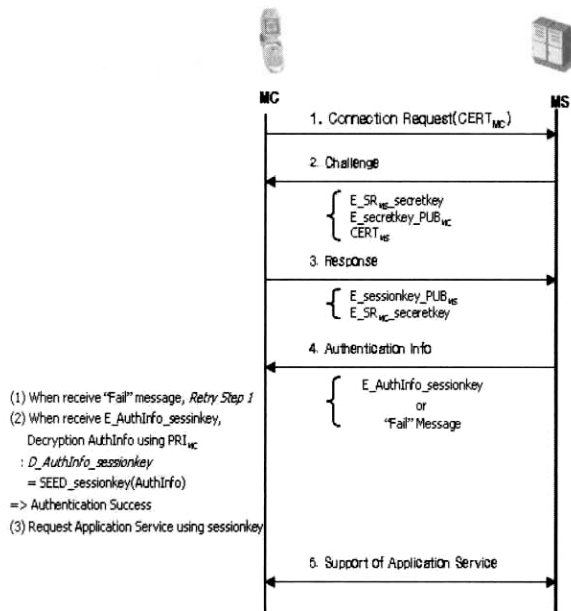 MC MS
1. Connection Request(CERT_MC)
2. Challenge
E_SR_MS_secretkey
E_secretkey_PUB_MC
CERT_MS
3. Response
E_sessionkey_PUB_MS
E_SR_MC_seceretkey
4. Authentication Info
E_AuthInfo_sessionkey
or
"Fail" Message
(1) When receive "Fail" message, Retry Step 1
(2) When receive E_AuthInfo_sessinkey,
Decryption AuthInfo using PRI_MC
: D_AuthInfo_sessionkey
= SEED_sessionkey(AuthInfo)
=> Authentication Success
(3) Request Application Service using sessionkey
5. Support of Application Service